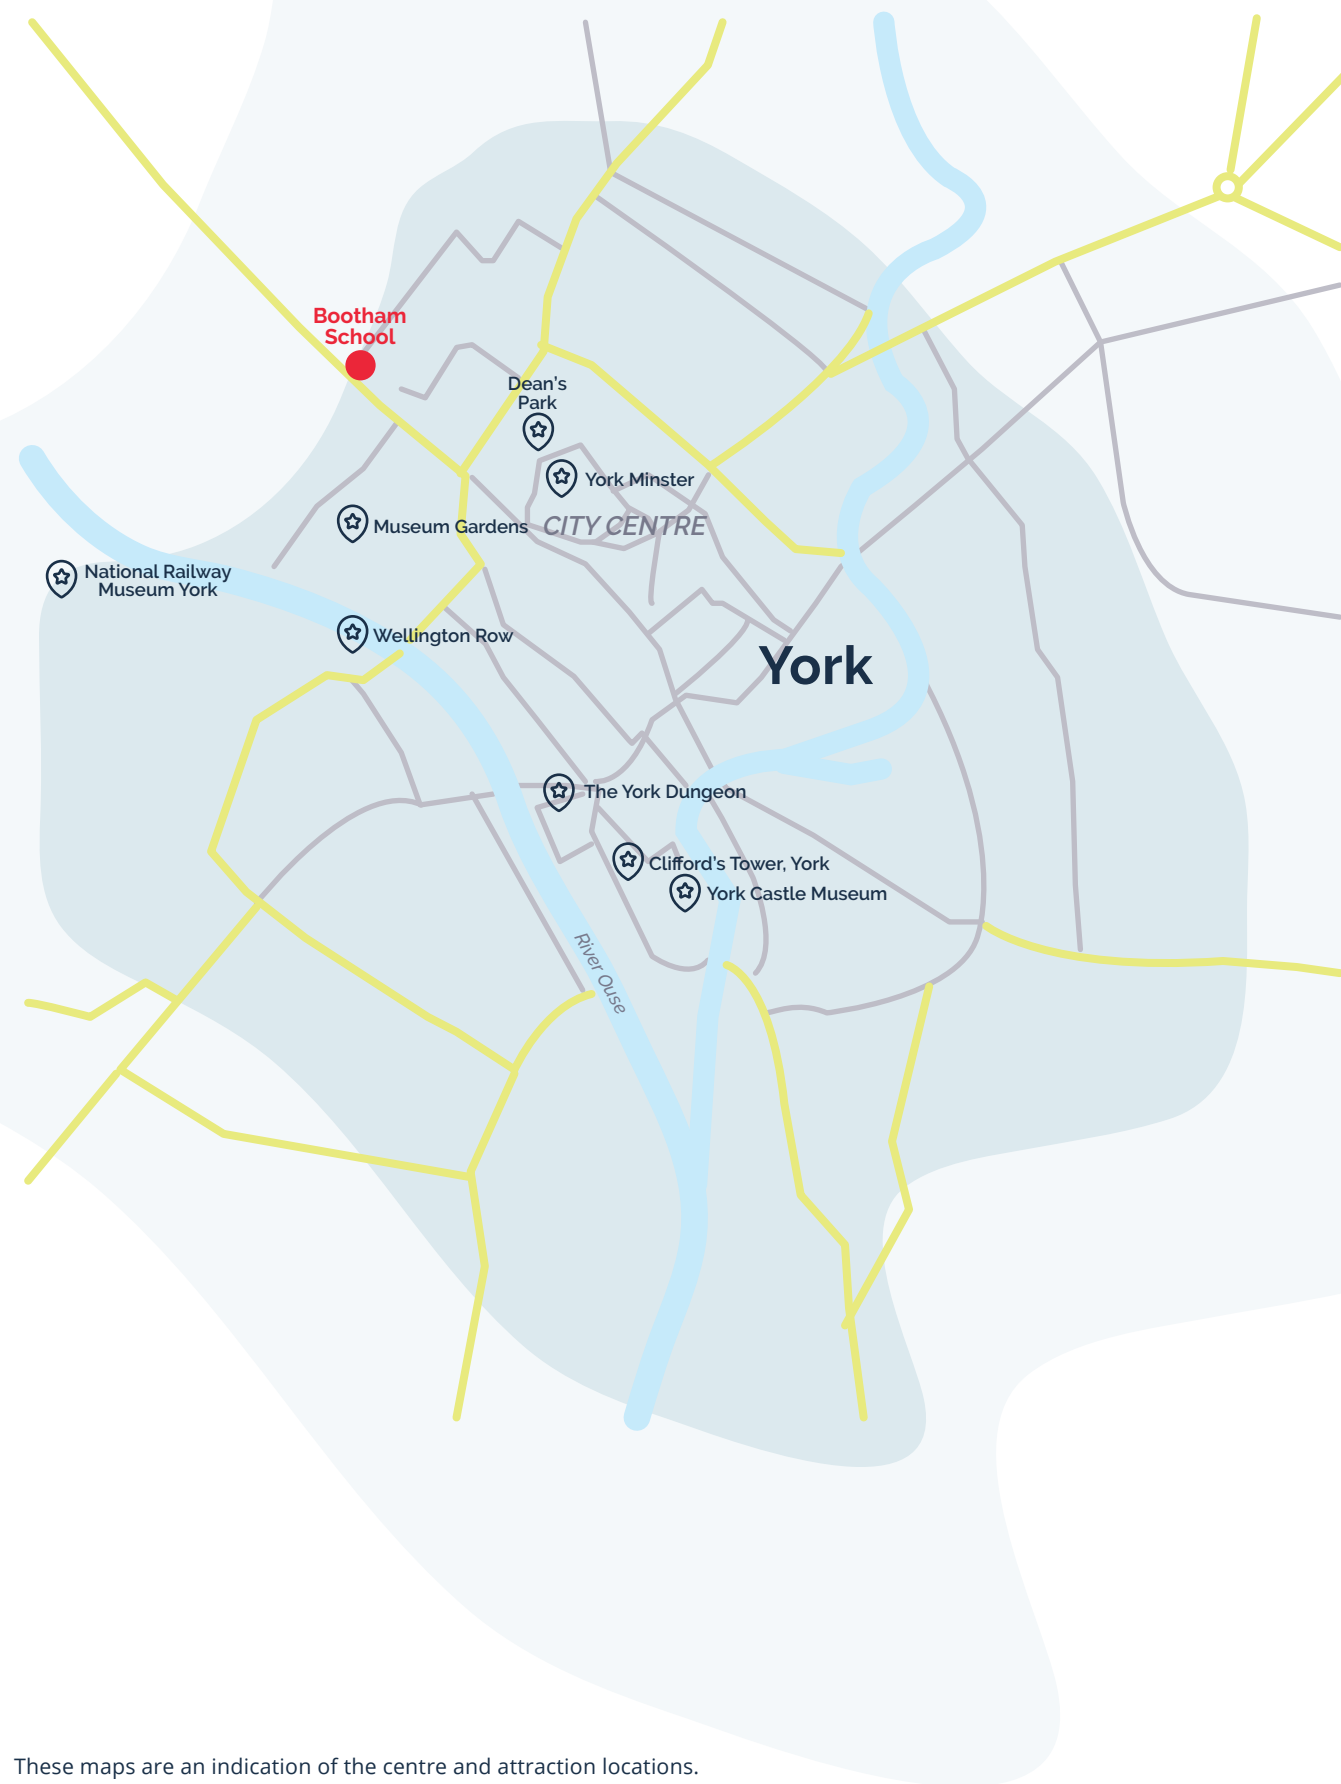 Bootham
School
Dean's
Park
York Minster
Museum Gardens
CITY CENTRE
National Railway
Museum York
Wellington Row
York
The York Dungeon
Clifford's Tower, York
York Castle Museum
River Ouse
These maps are an indication of the centre and attraction locations.